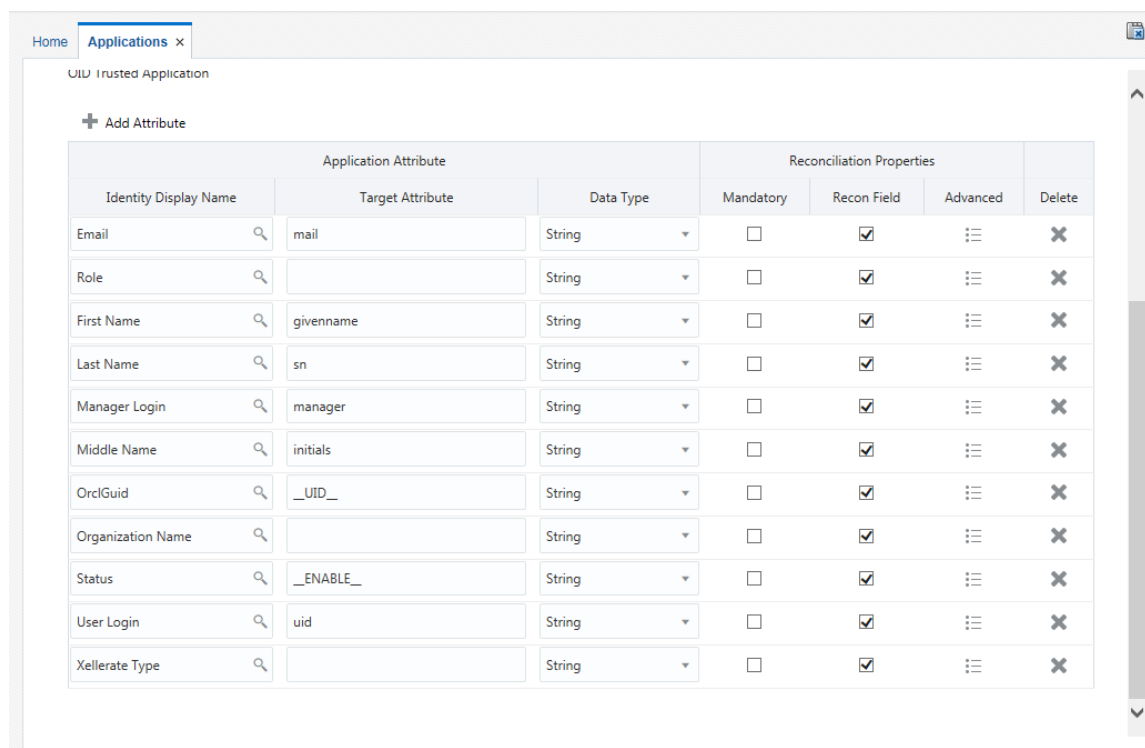 Home Applications ×
OID Trusted Application
Add Attribute
Application Attribute Reconciliation Properties
Identity Display Name Target Attribute Data Type Mandatory Recon Field Advanced Delete
Email mail String
Role String
First Name givenname String
Last Name sn String
Manager Login manager String
Middle Name initials String
OrclGuid __UID__ String
Organization Name String
Status __ENABLE__ String
User Login uid String
Xellerate Type String